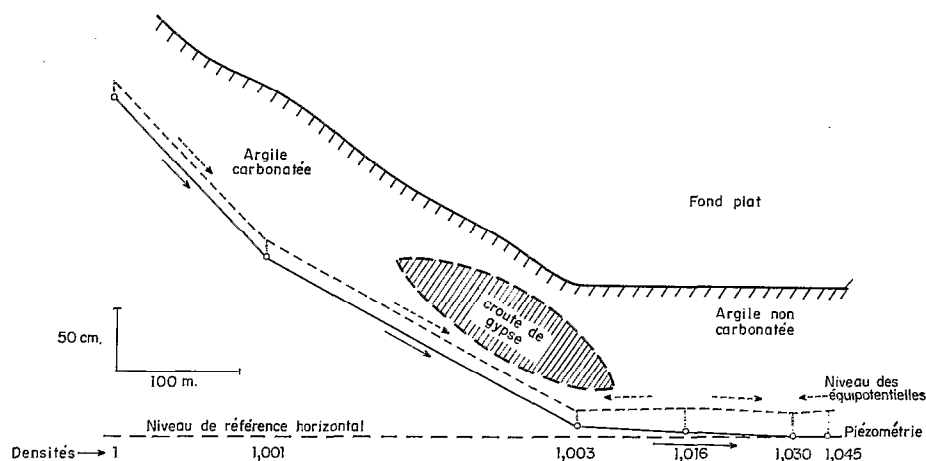 Argile
carbonatée
Fond plat
croute de
gypse
Argile non
carbonatée
50 cm.
100 m.
Niveau des
équipotentielles
Niveau de référence horizontal
Piézométrie
Densités 1 1,001 1,003 1,016 1,030 1,045